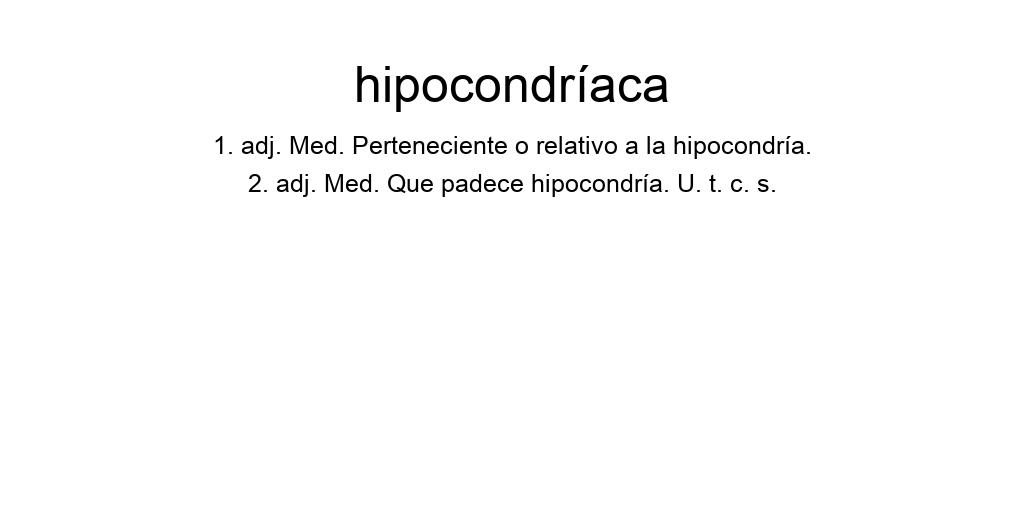 hipocondríaca
1. adj. Med. Perteneciente o relativo a la hipocondría.
2. adj. Med. Que padece hipocondría. U. t. c. s.